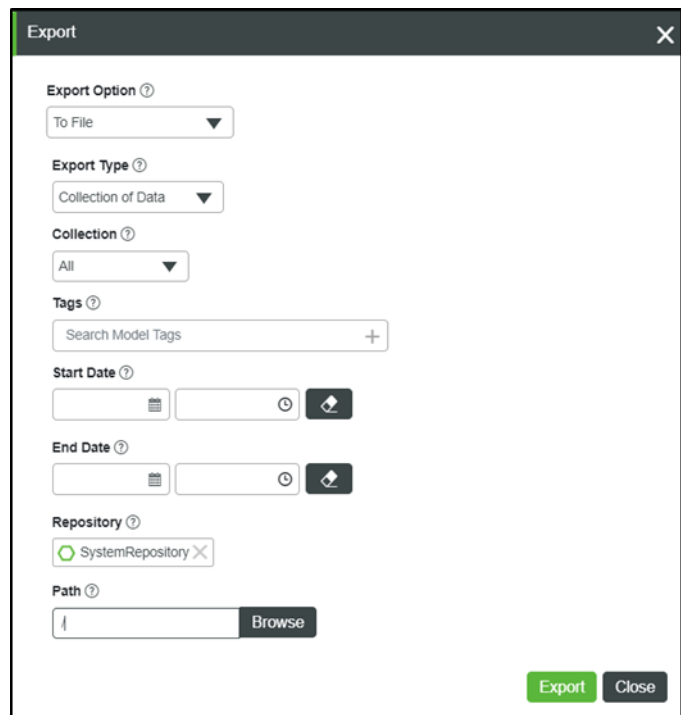 Export
Export Option
To File
Export Type
Collection of Data
Collection
All
Tags
Search Model Tags
Start Date
End Date
Repository
SystemRepository
Path
/
Browse
Export Close